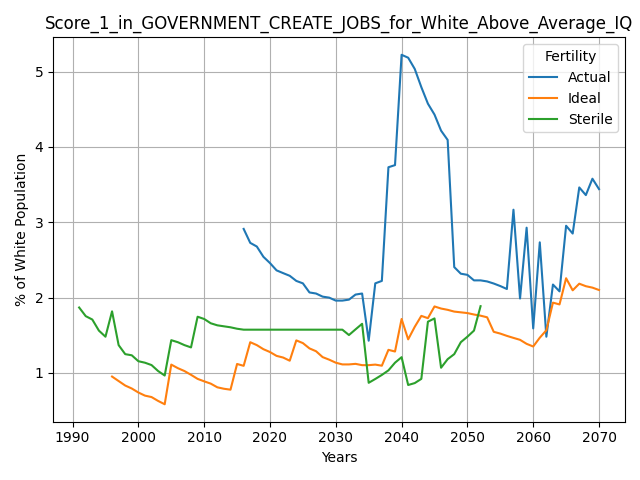 Score_1_in_GOVERNMENT_CREATE_JOBS_for_White_Above_Average_IQ
Fertility
Actual
Ideal
Sterile
% of White Population
5
4
3
2
1
1990 2000 2010 2020 2030 2040 2050 2060 2070
Years